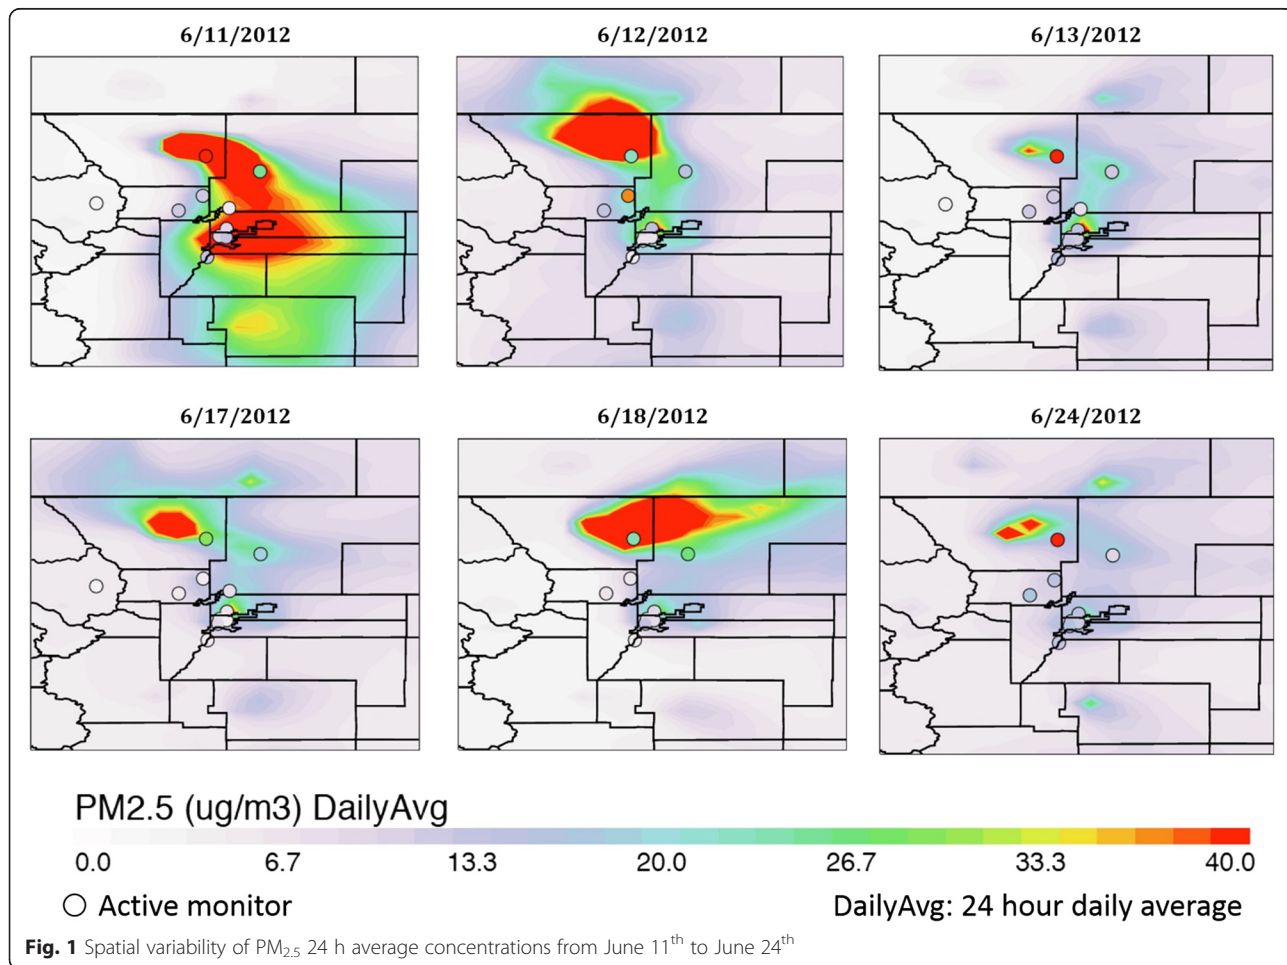 6/11/2012 6/12/2012 6/13/2012
6/17/2012 6/18/2012 6/24/2012
PM2.5 (ug/m3) DailyAvg
0.0 6.7 13.3 20.0 26.7 33.3 40.0
Active monitor DailyAvg: 24 hour daily average
Fig. 1 Spatial variability of PM2.5 24 h average concentrations from June 11th to June 24th